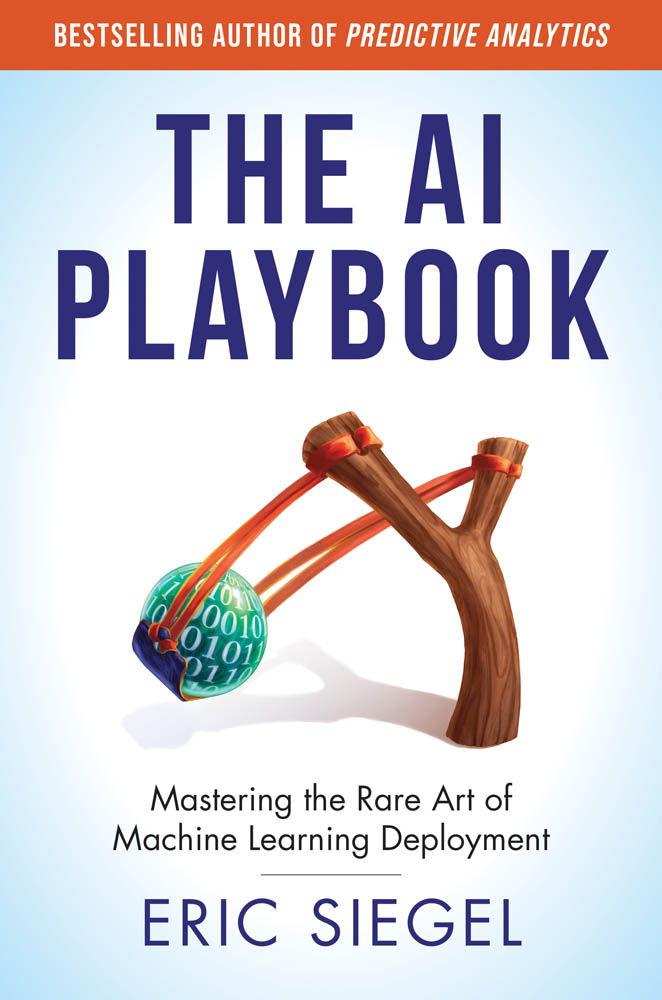 BESTSELLING AUTHOR OF PREDICTIVE ANALYTICS
THE AI
PLAYBOOK
Mastering the Rare Art of
Machine Learning Deployment
ERIC SIEGEL